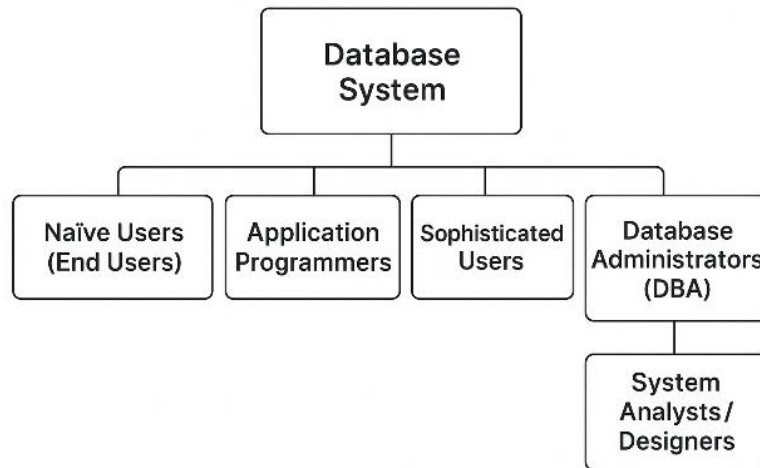 Database
System
Naïve Users
(End Users)
Application
Programmers
Sophisticated
Users
Database
Administrators
(DBA)
System
Analysts/
Designers